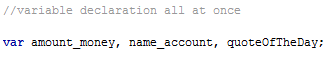 //variable declaration all at once
var amount_money, name_account, quoteOfTheDay;